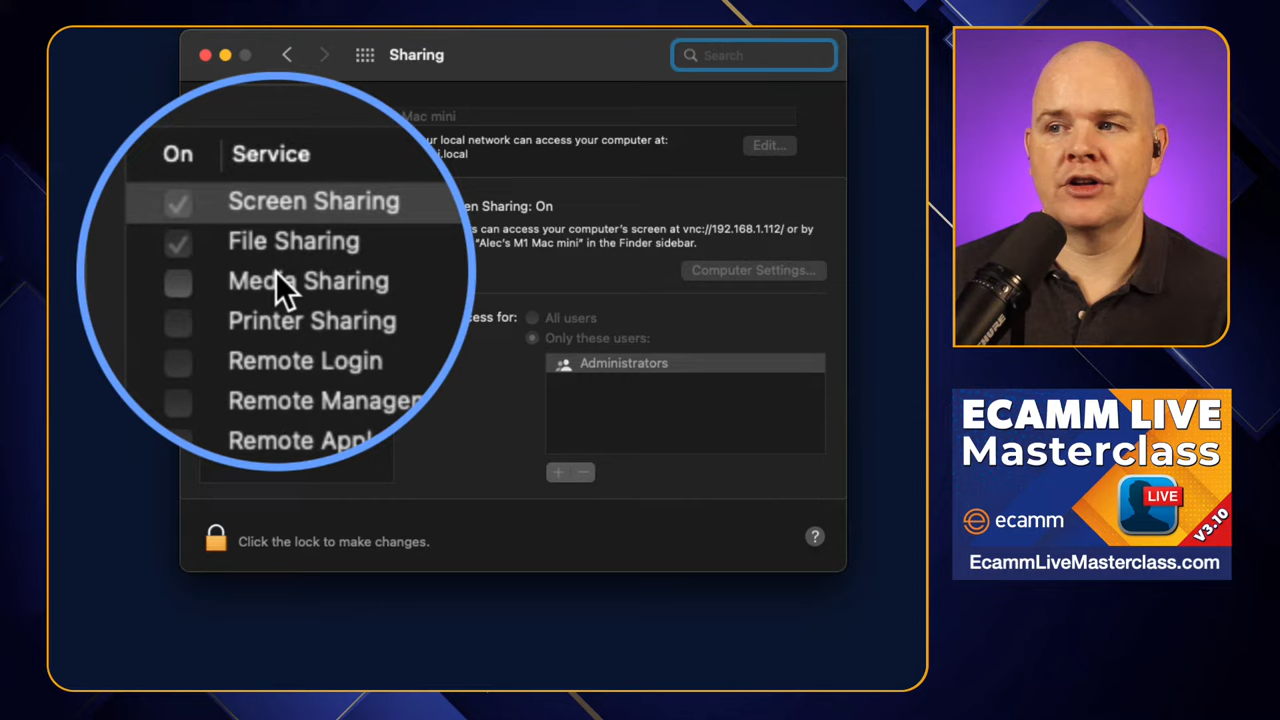 Sharing
Search
Mac mini
ur local network can access your computer at:
i.local
Edit...
On
Service
Screen Sharing
File Sharing
Media Sharing
Printer Sharing
Remote Login
Remote Manager
Remote Appl
en Sharing: On
s can access your computer's screen at vnc://192.168.1.112/ or by
"Alec's M1 Mac mini" in the Finder sidebar.
Computer Settings...
cess for:
All users
Only these users:
Administrators
+ −
Click the lock to make changes.
?
SHURE
ECAMM LIVE
Masterclass
LIVE
ecamm
V3.10
EcammLiveMasterclass.com